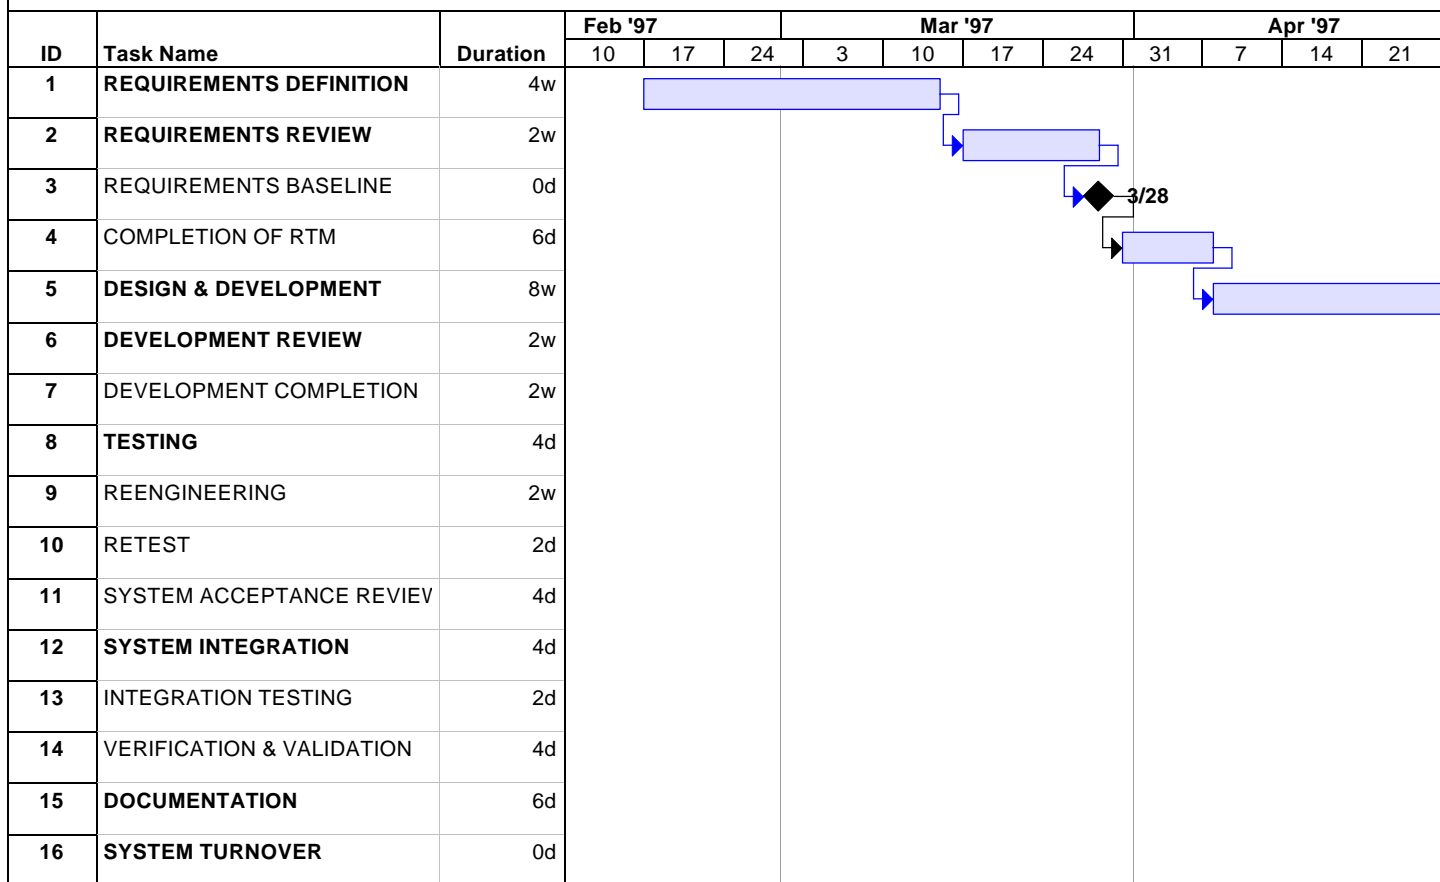 Feb '97 Mar '97 Apr '97
ID Task Name Duration 10 17 24 3 10 17 24 31 7 14 21
1 REQUIREMENTS DEFINITION 4w
2 REQUIREMENTS REVIEW 2w
3 REQUIREMENTS BASELINE 0d 3/28
4 COMPLETION OF RTM 6d
5 DESIGN & DEVELOPMENT 8w
6 DEVELOPMENT REVIEW 2w
7 DEVELOPMENT COMPLETION 2w
8 TESTING 4d
9 REENGINEERING 2w
10 RETEST 2d
11 SYSTEM ACCEPTANCE REVIEW 4d
12 SYSTEM INTEGRATION 4d
13 INTEGRATION TESTING 2d
14 VERIFICATION & VALIDATION 4d
15 DOCUMENTATION 6d
16 SYSTEM TURNOVER 0d